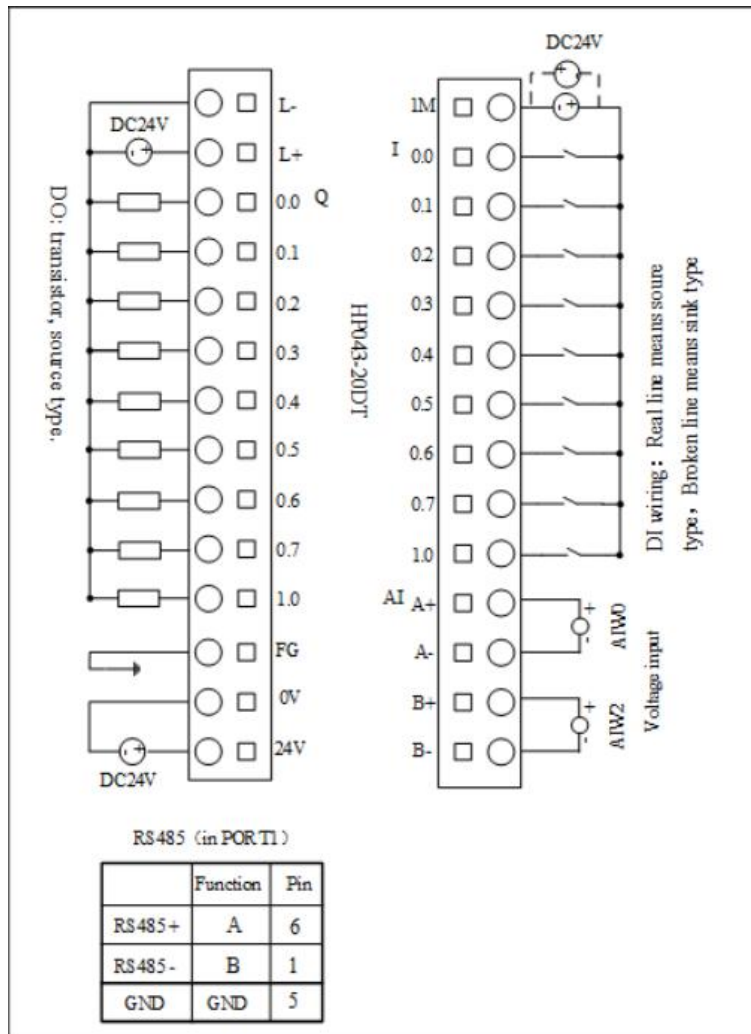 DC24V
L-
L+
0.0 Q
0.1
0.2
0.3
0.4
0.5
0.6
0.7
1.0
FG
0V
24V
DC24V
DO: transistor, source type.
HP043-20DT
DC24V
1M
I 0.0
0.1
0.2
0.3
0.4
0.5
0.6
0.7
1.0
AI A+
A-
B+
B-
+
-
AIW0
+
-
AIW2
Voltage input
DI wiring: Real line means soure
type, Broken line means sink type
RS485 (in PORT1)
Function Pin
RS485+ A 6
RS485- B 1
GND GND 5